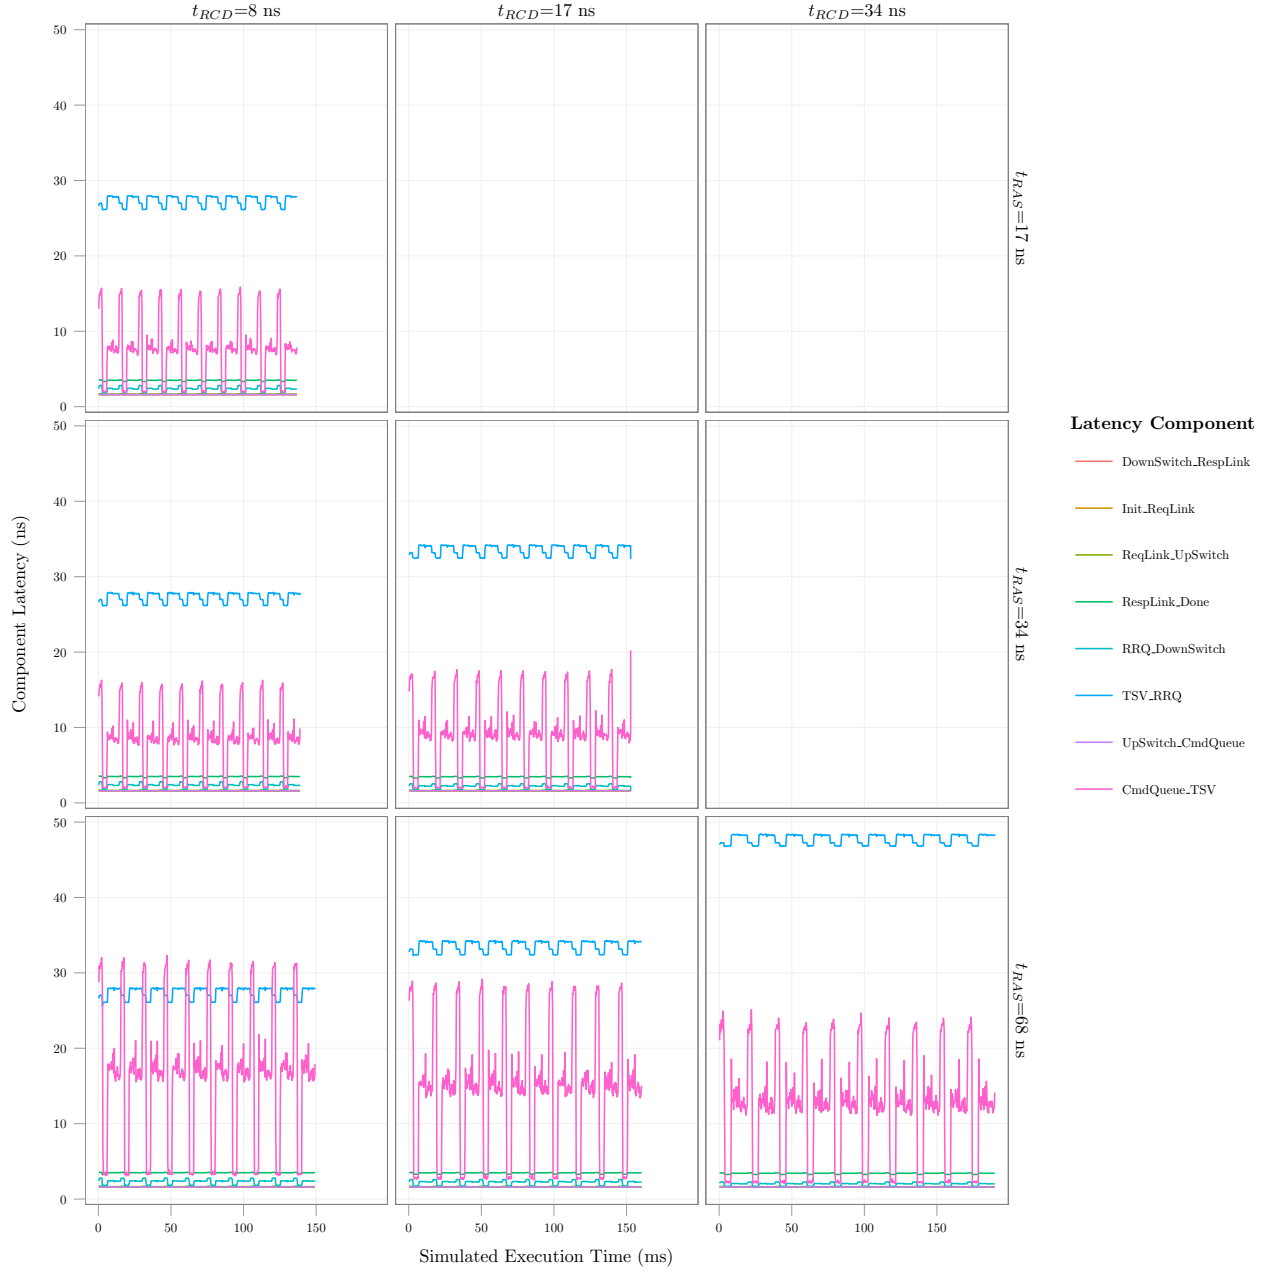 t_RCD=8 ns t_RCD=17 ns t_RCD=34 ns
50
40
30
20
10
0
t_RAS=17 ns
50
40
30
20
10
0
t_RAS=34 ns
50
40
30
20
10
0
t_RAS=68 ns
0 50 100 150 0 50 100 150 0 50 100 150
Component Latency (ns)
Simulated Execution Time (ms)
Latency Component
DownSwitch_RespLink
Init_ReqLink
ReqLink_UpSwitch
RespLink_Done
RRQ_DownSwitch
TSV_RRQ
UpSwitch_CmdQueue
CmdQueue_TSV